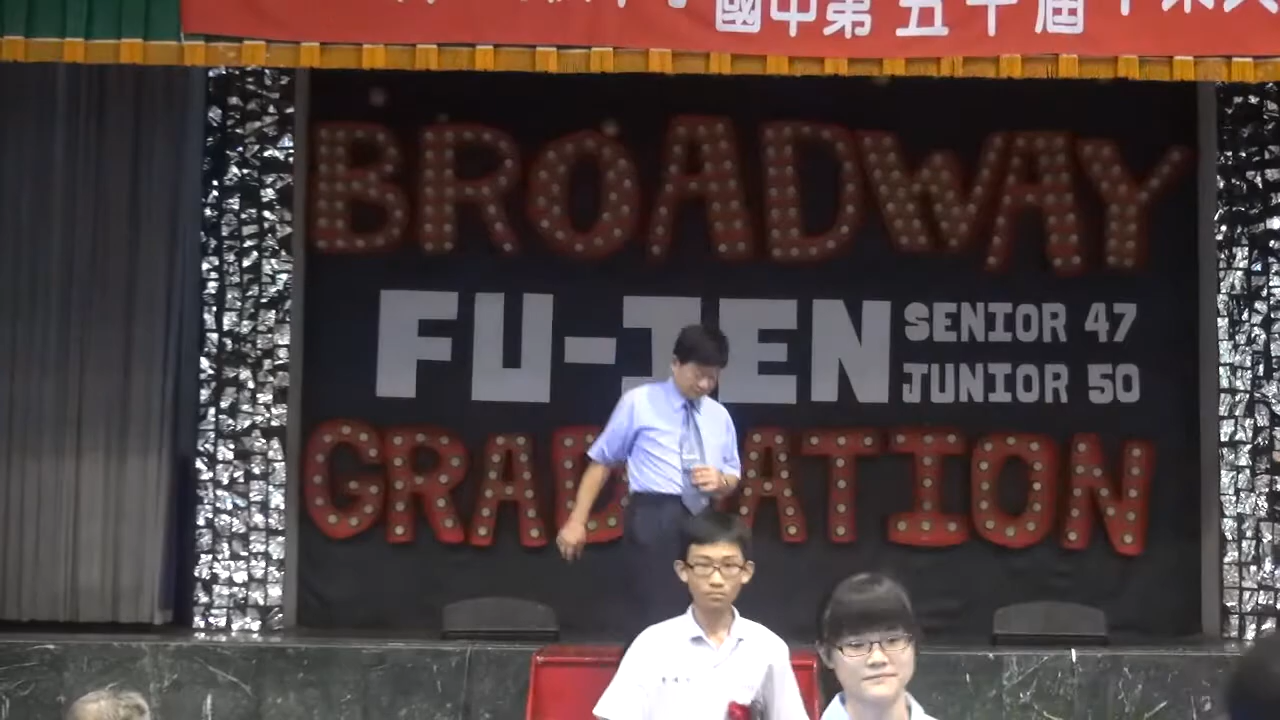 國中第五十屆
BROADWAY
FU-JEN
SENIOR 47
JUNIOR 50
GRADUATION